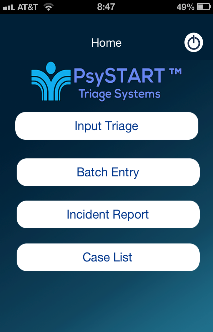 AT&T 8:47 49%
Home
PsySTART ™
Triage Systems
Input Triage
Batch Entry
Incident Report
Case List